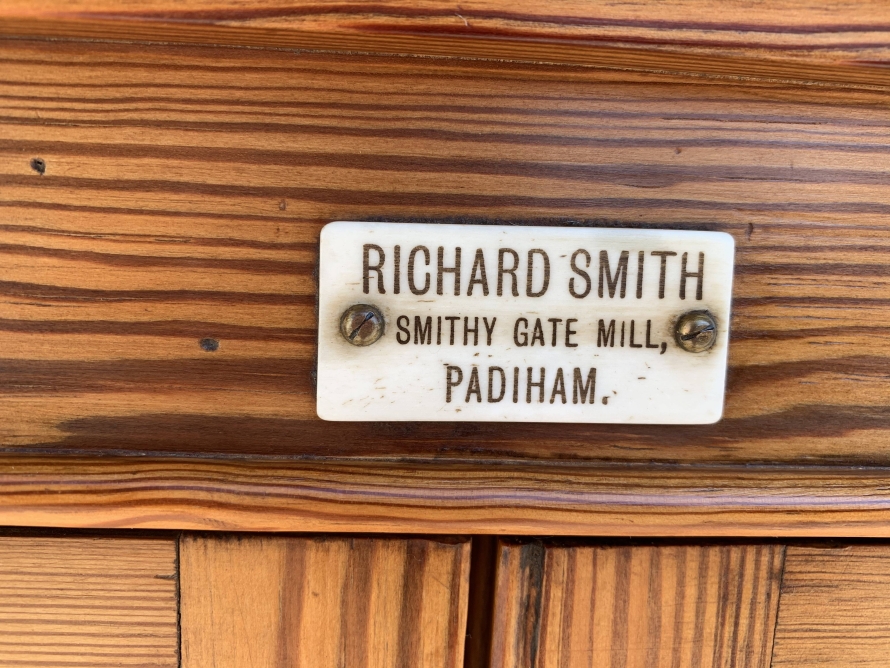 RICHARD SMITH
SMITHY GATE MILL,
PADIHAM.